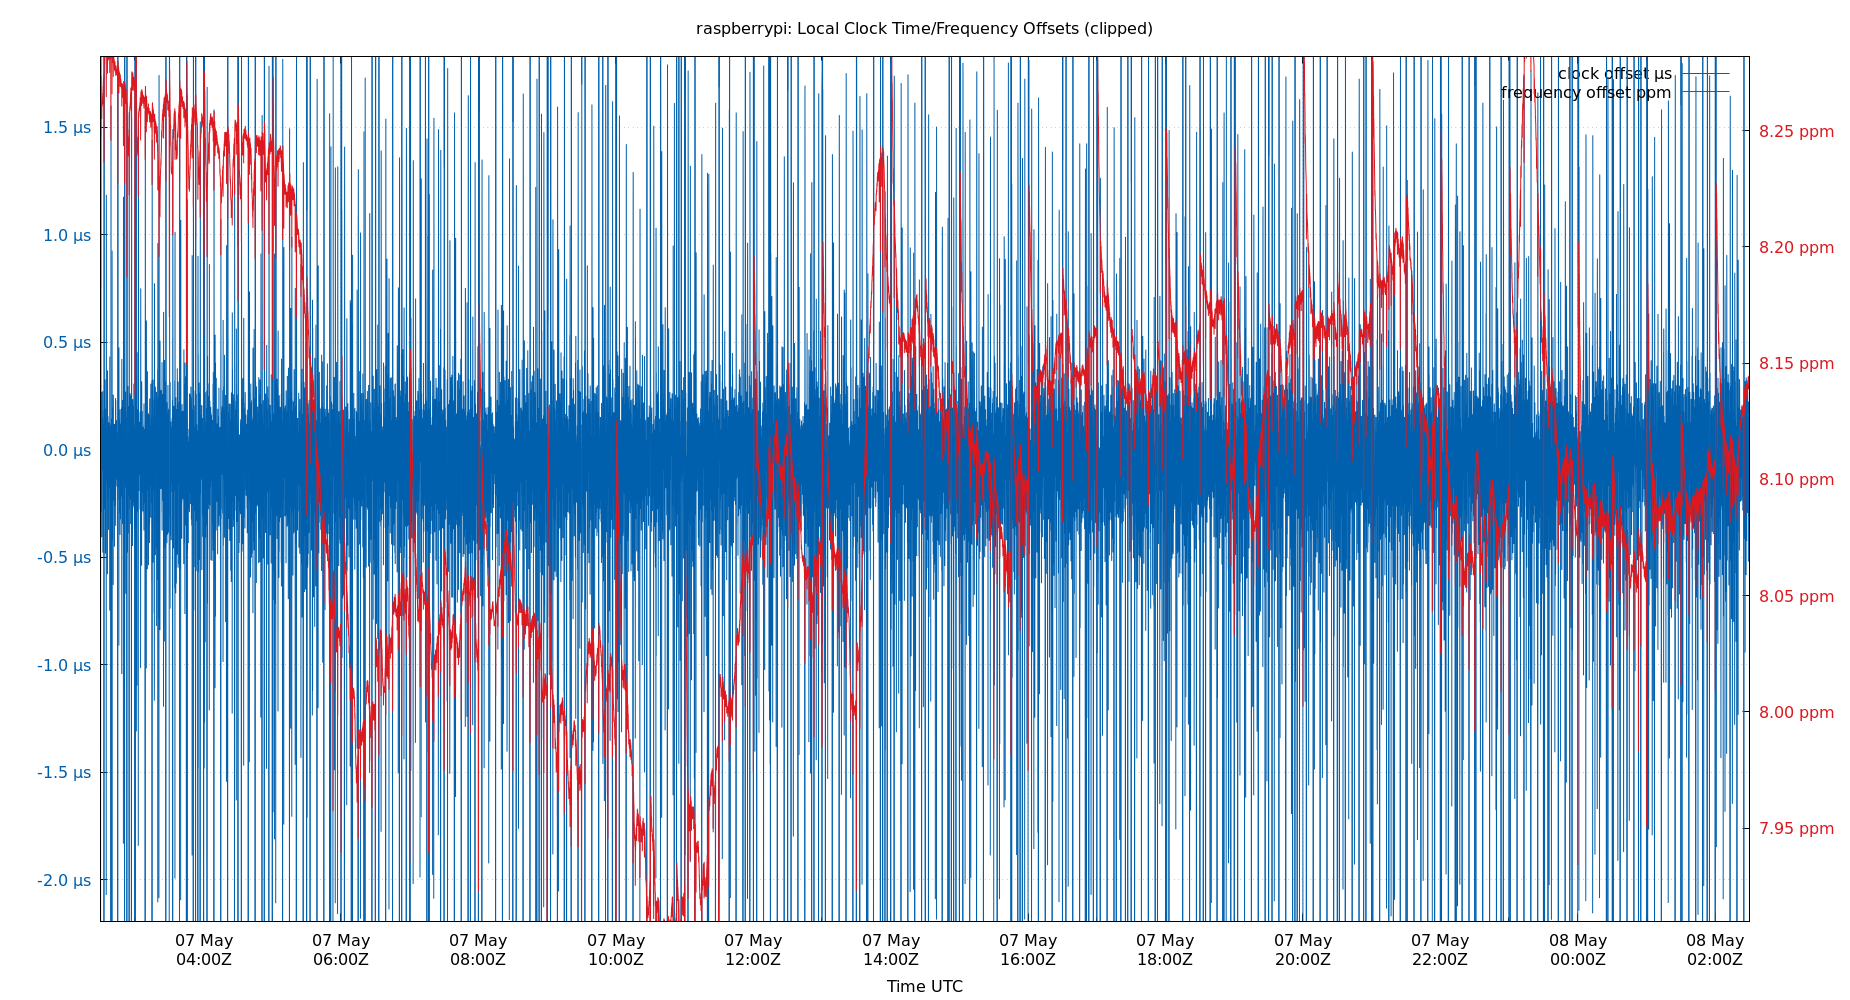 raspberrypi: Local Clock Time/Frequency Offsets (clipped)
clock offset µs
frequency offset ppm
1.5 µs
1.0 µs
0.5 µs
0.0 µs
-0.5 µs
-1.0 µs
-1.5 µs
-2.0 µs
8.25 ppm
8.20 ppm
8.15 ppm
8.10 ppm
8.05 ppm
8.00 ppm
7.95 ppm
07 May 07 May 07 May 07 May 07 May 07 May 07 May 07 May 07 May 07 May 08 May 08 May
04:00Z 06:00Z 08:00Z 10:00Z 12:00Z 14:00Z 16:00Z 18:00Z 20:00Z 22:00Z 00:00Z 02:00Z
Time UTC